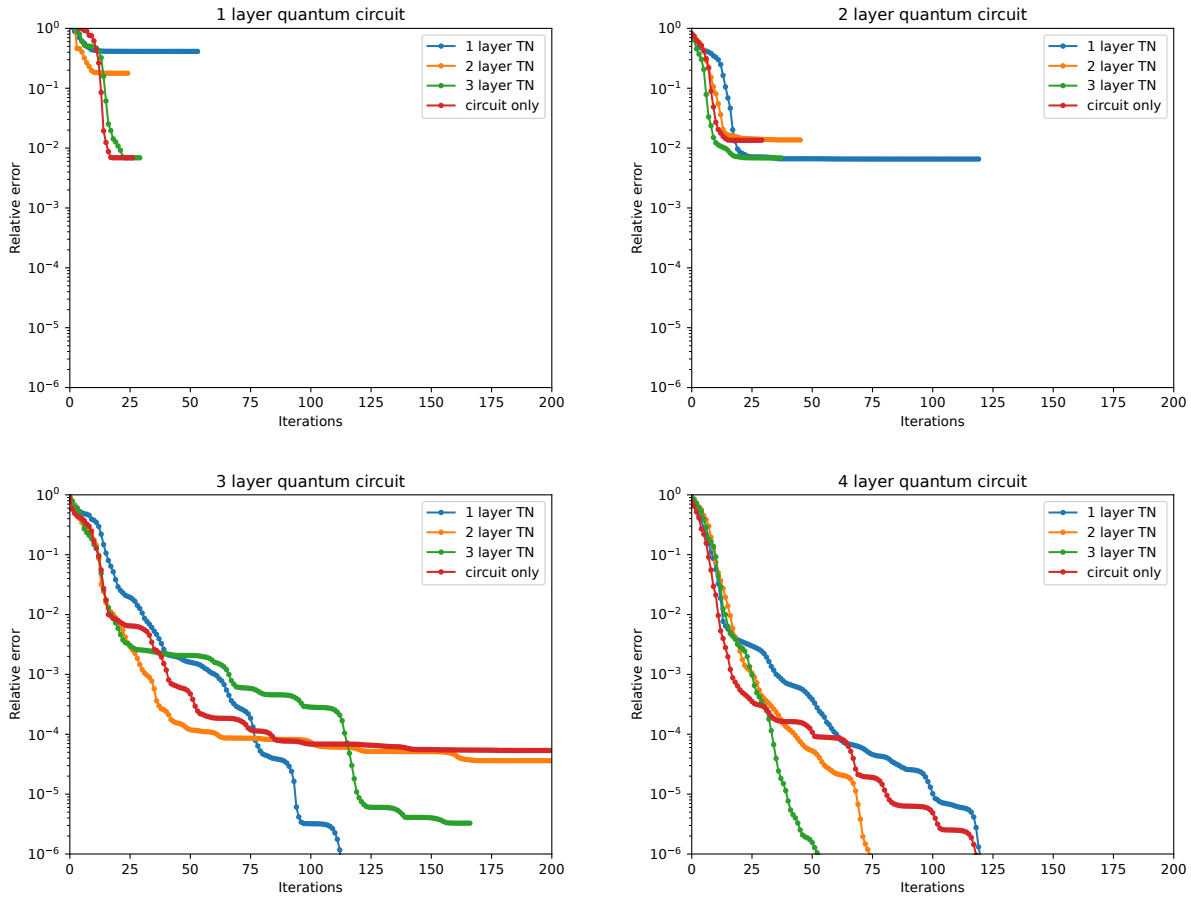 1 layer quantum circuit
10⁰
10⁻¹
10⁻²
10⁻³
10⁻⁴
10⁻⁵
10⁻⁶
Relative error
0 25 50 75 100 125 150 175 200
Iterations
1 layer TN
2 layer TN
3 layer TN
circuit only
2 layer quantum circuit
10⁰
10⁻¹
10⁻²
10⁻³
10⁻⁴
10⁻⁵
10⁻⁶
Relative error
0 25 50 75 100 125 150 175 200
Iterations
1 layer TN
2 layer TN
3 layer TN
circuit only
3 layer quantum circuit
10⁰
10⁻¹
10⁻²
10⁻³
10⁻⁴
10⁻⁵
10⁻⁶
Relative error
0 25 50 75 100 125 150 175 200
Iterations
1 layer TN
2 layer TN
3 layer TN
circuit only
4 layer quantum circuit
10⁰
10⁻¹
10⁻²
10⁻³
10⁻⁴
10⁻⁵
10⁻⁶
Relative error
0 25 50 75 100 125 150 175 200
Iterations
1 layer TN
2 layer TN
3 layer TN
circuit only